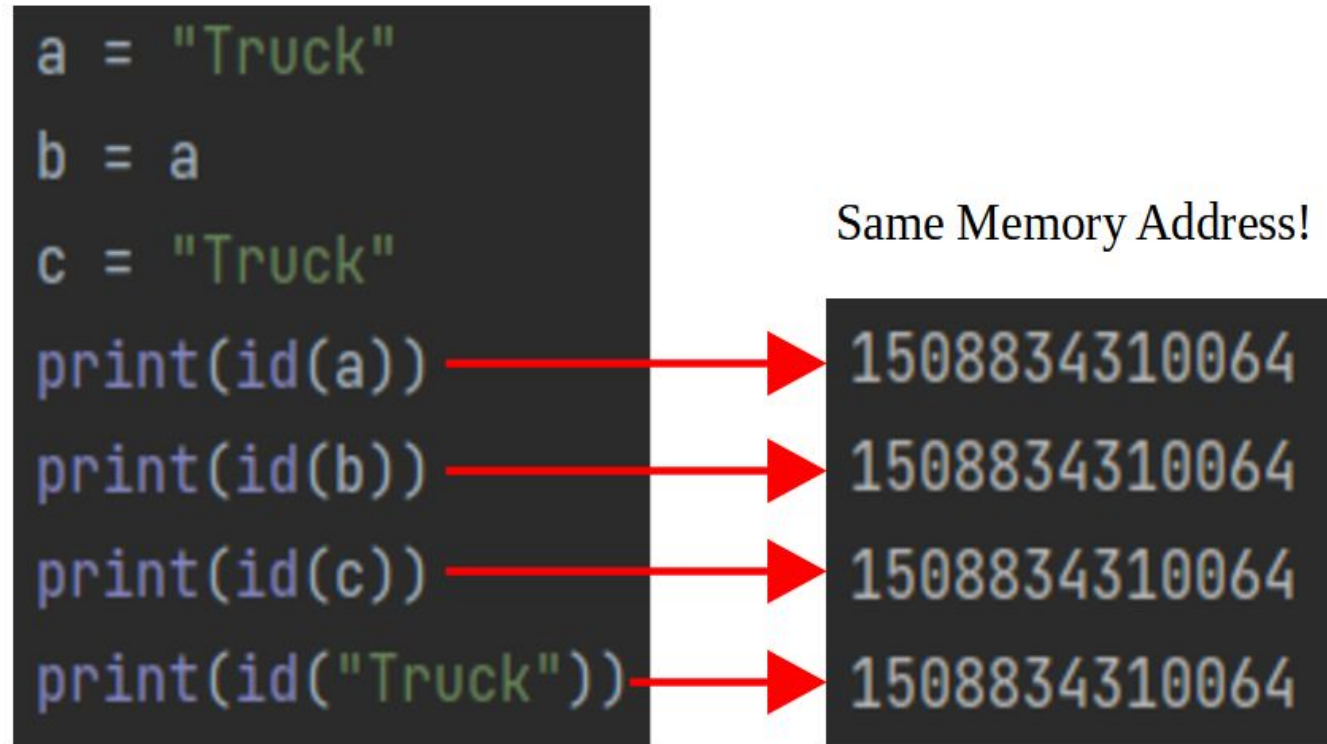 a = "Truck"
b = a
c = "Truck"
print(id(a))
print(id(b))
print(id(c))
print(id("Truck"))
Same Memory Address!
1508834310064
1508834310064
1508834310064
1508834310064